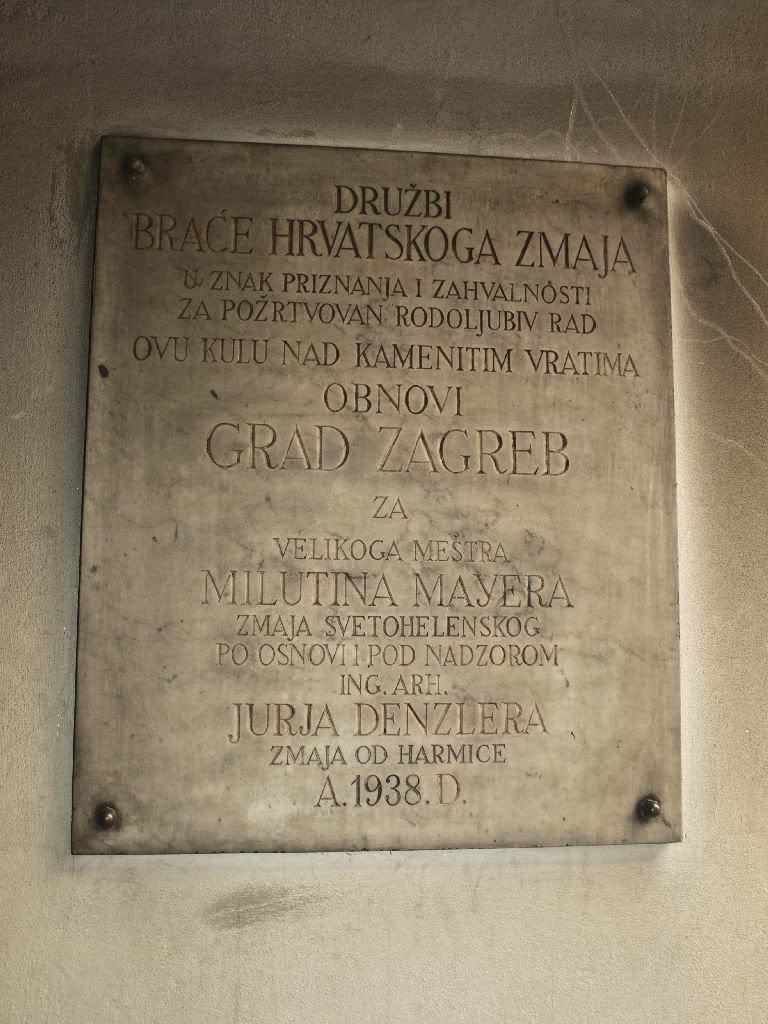 DRUŽBI
BRAĆE HRVATSKOGA ZMAJA
U ZNAK PRIZNANJA I ZAHVALNOSTI
ZA POŽRTVOVAN RODOLJUBIV RAD
OVU KULU NAD KAMENITIM VRATIMA
OBNOVI
GRAD ZAGREB
ZA
VELIKOGA MEŠTRA
MILUTINA MAYERA
ZMAJA SVETOHELENSKOG
PO OSNOVI I POD NADZOROM
ING. ARH.
JURJA DENZLERA
ZMAJA OD HARMICE
A. 1938. D.